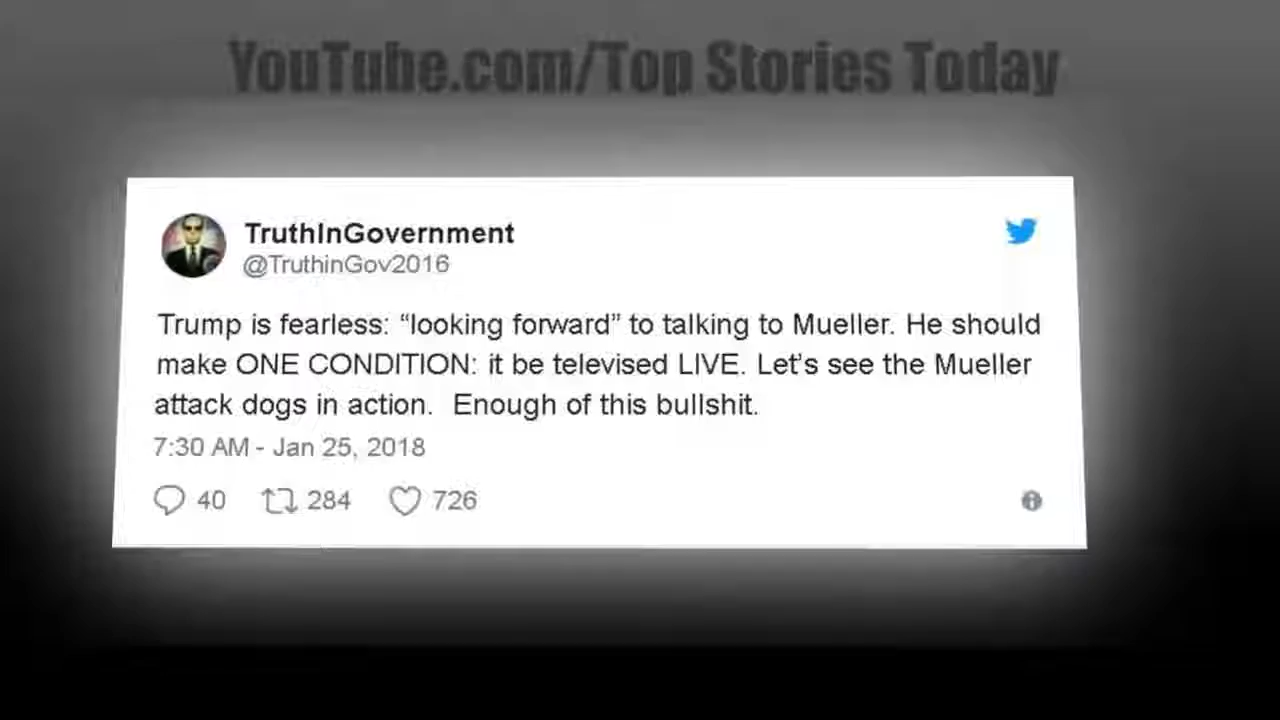 YouTube.com/Top Stories Today
TruthInGovernment
@TruthinGov2016
Trump is fearless: “looking forward” to talking to Mueller. He should
make ONE CONDITION: it be televised LIVE. Let’s see the Mueller
attack dogs in action.  Enough of this bullshit.
7:30 AM - Jan 25, 2018
40 284 726